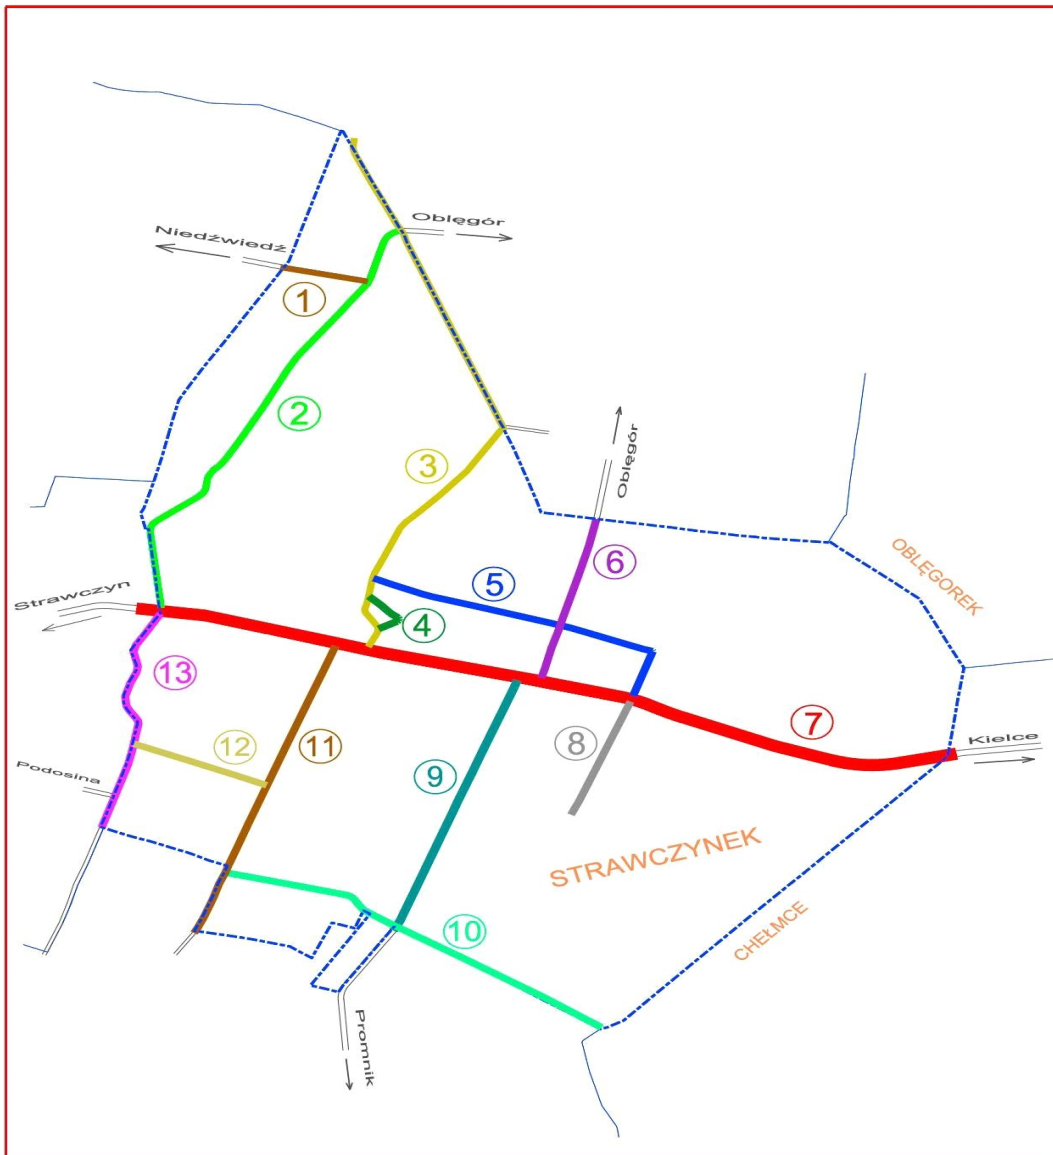 Oblęgór
Niedźwiedź
1
2
3
Oblęgór
OBLĘGOREK
6
5
Strawczyn
4
13
7
12
11
8
Kielce
9
Podosina
STRAWCZYNEK
10
CHEŁMCE
Promnik